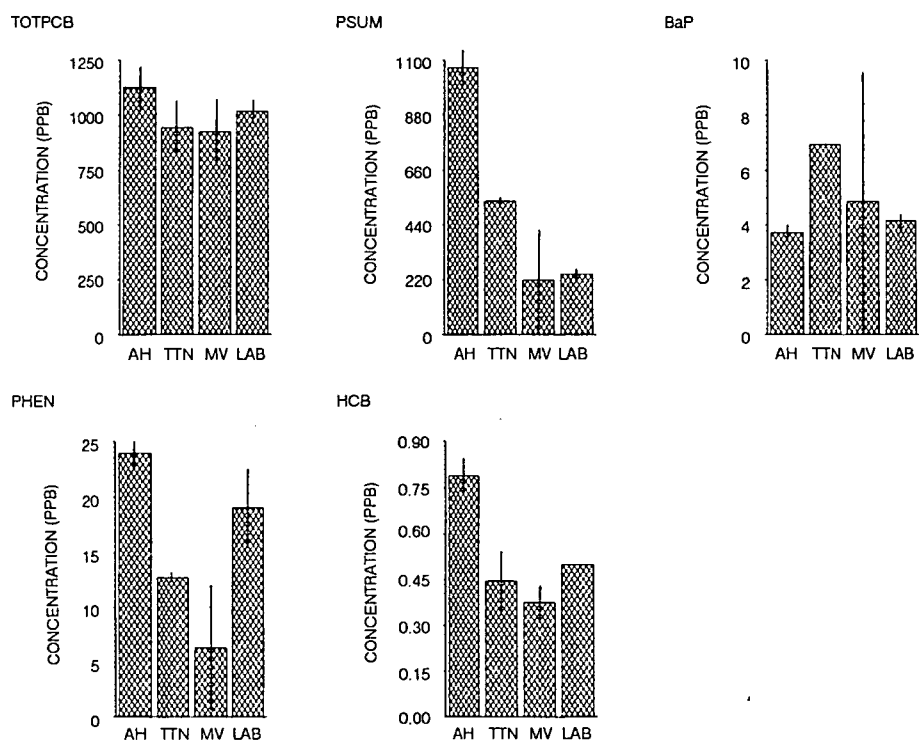 TOTPCB
CONCENTRATION (PPB)
1250
1000
750
500
250
0
AH TTN MV LAB
PSUM
CONCENTRATION (PPB)
1100
880
660
440
220
0
AH TTN MV LAB
BaP
CONCENTRATION (PPB)
10
8
6
4
2
0
AH TTN MV LAB
PHEN
CONCENTRATION (PPB)
25
20
15
10
5
0
AH TTN MV LAB
HCB
CONCENTRATION (PPB)
0.90
0.75
0.60
0.45
0.30
0.15
0.00
AH TTN MV LAB